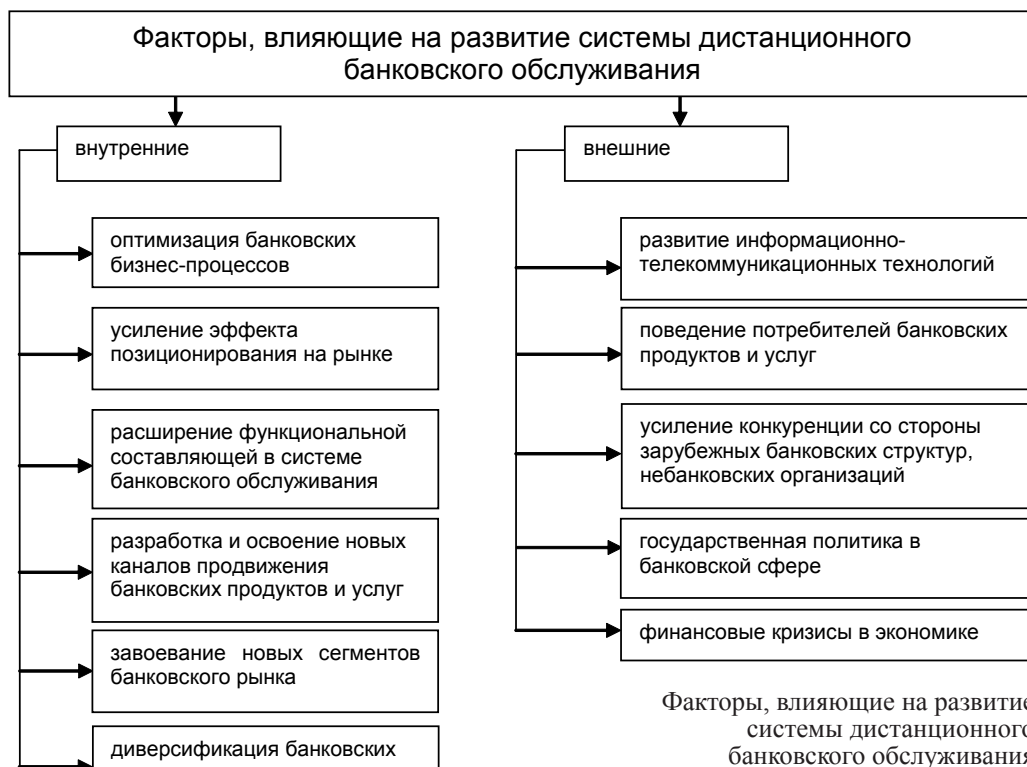 Факторы, влияющие на развитие системы дистанционного
банковского обслуживания
внутренние
оптимизация банковских
бизнес-процессов
усиление эффекта
позиционирования на рынке
расширение функциональной
составляющей в системе
банковского обслуживания
разработка и освоение новых
каналов продвижения
банковских продуктов и услуг
завоевание новых сегментов
банковского рынка
диверсификация банковских
внешние
развитие информационно-
телекоммуникационных технологий
поведение потребителей банковских
продуктов и услуг
усиление конкуренции со стороны
зарубежных банковских структур,
небанковских организаций
государственная политика в
банковской сфере
финансовые кризисы в экономике
Факторы, влияющие на развитие
системы дистанционного
банковского обслуживания